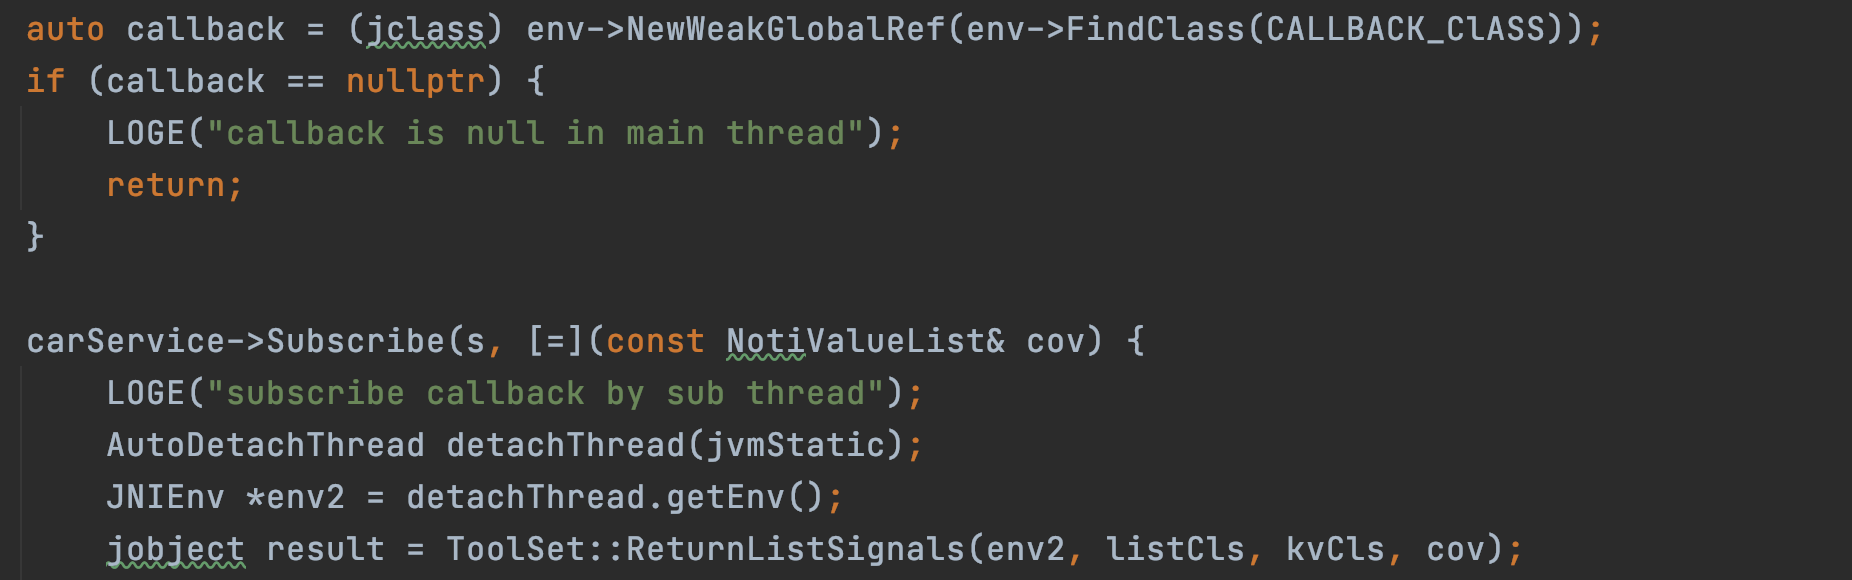 auto callback = (jclass) env->NewWeakGlobalRef(env->FindClass(CALLBACK_ClASS));
if (callback == nullptr) {
    LOGE("callback is null in main thread");
    return;
}
carService->Subscribe(s, [=](const NotiValueList& cov) {
    LOGE("subscribe callback by sub thread");
    AutoDetachThread detachThread(jvmStatic);
    JNIEnv *env2 = detachThread.getEnv();
    jobject result = ToolSet::ReturnListSignals(env2, listCls, kvCls, cov);